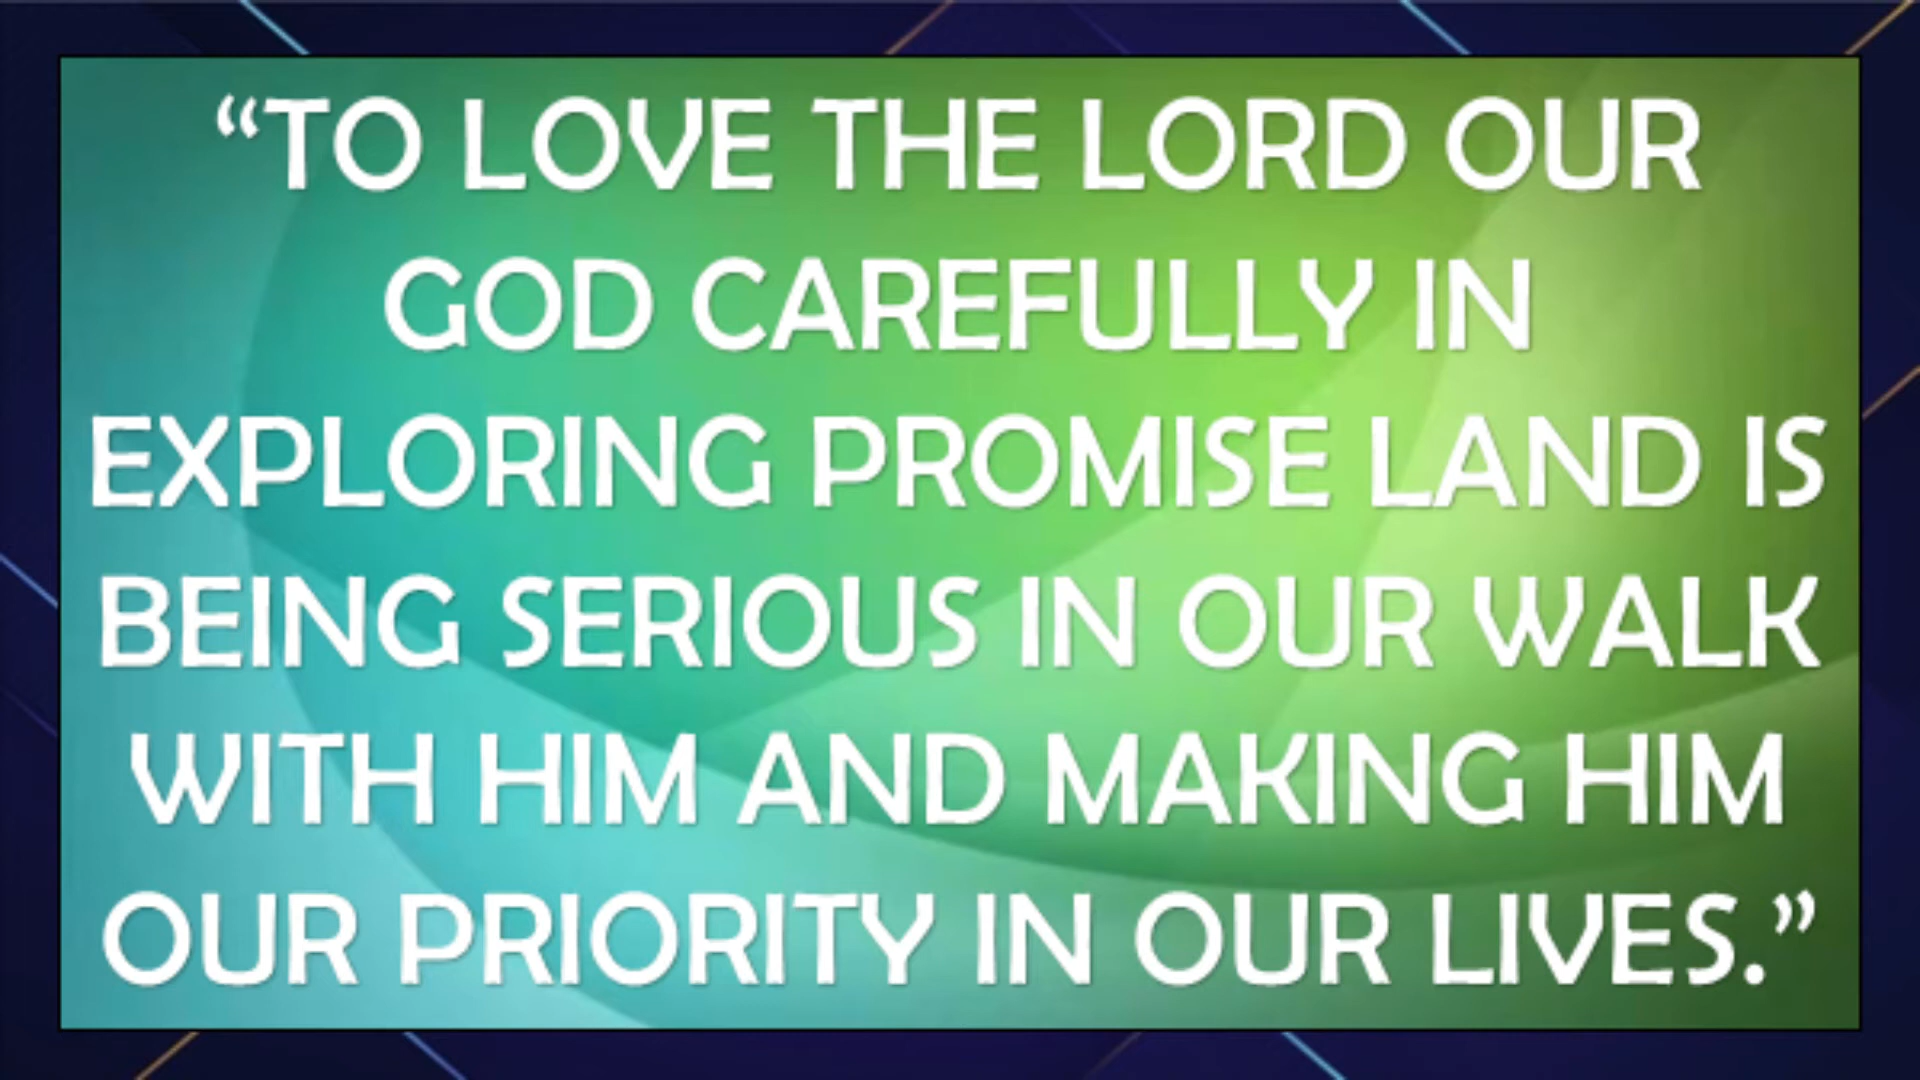 “TO LOVE THE LORD OUR
GOD CAREFULLY IN
EXPLORING PROMISE LAND IS
BEING SERIOUS IN OUR WALK
WITH HIM AND MAKING HIM
OUR PRIORITY IN OUR LIVES.”